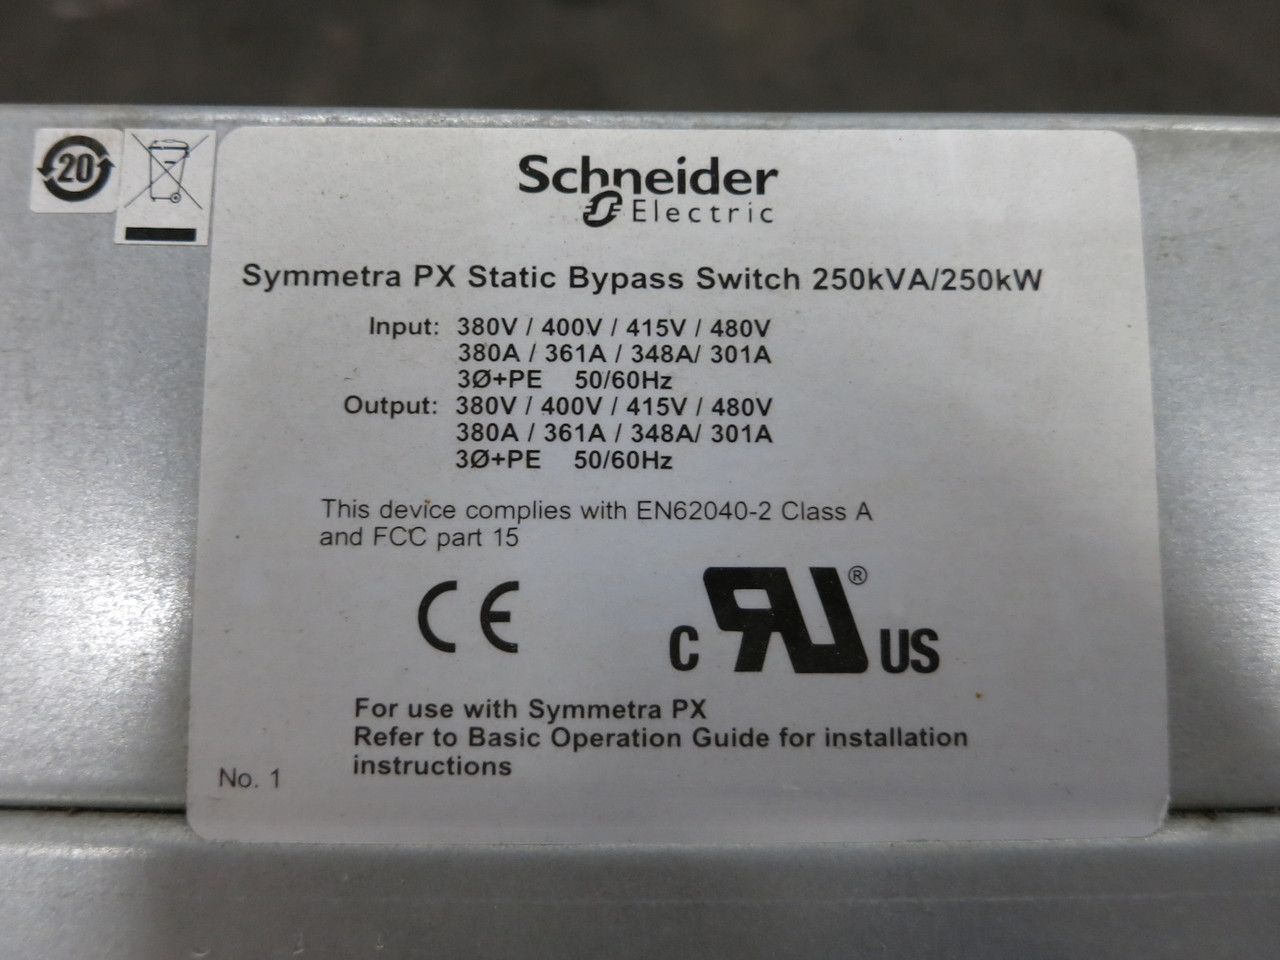 20
Schneider
Electric
Symmetra PX Static Bypass Switch 250kVA/250kW
Input: 380V / 400V / 415V / 480V
380A / 361A / 348A/ 301A
3Ø+PE 50/60Hz
Output: 380V / 400V / 415V / 480V
380A / 361A / 348A/ 301A
3Ø+PE 50/60Hz
This device complies with EN62040-2 Class A
and FCC part 15
CE
C RU ® US
For use with Symmetra PX
Refer to Basic Operation Guide for installation
instructions
No. 1